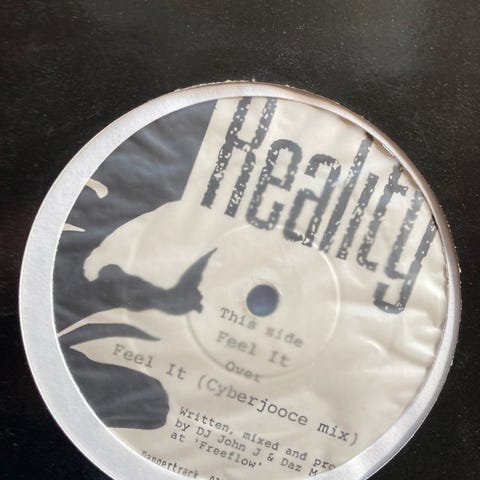 Reality
This side
Feel It
Over
Feel It (Cyberjooce mix)
Written, mixed and pro
by DJ John J & Daz M
at 'Freeflow'
Dangertrack